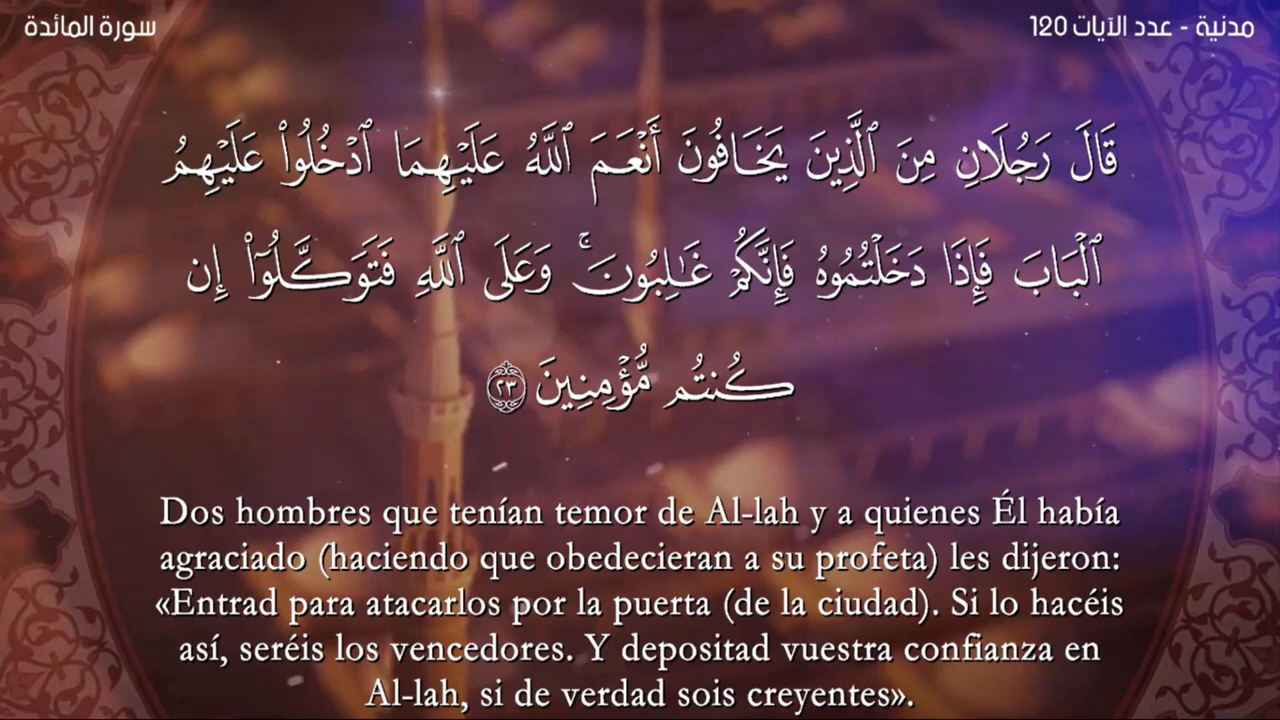 مدنية - عدد الآيات 120
سورة المائدة
قَالَ رَجُلَانِ مِنَ ٱلَّذِينَ يَخَافُونَ أَنْعَمَ ٱللَّهُ عَلَيْهِمَا ٱدْخُلُوا۟ عَلَيْهِمُ
ٱلْبَابَ فَإِذَا دَخَلْتُمُوهُ فَإِنَّكُمْ غَـٰلِبُونَ ۚ وَعَلَى ٱللَّهِ فَتَوَكَّلُوٓا۟ إِن
كُنتُم مُّؤْمِنِينَ ٢٣
Dos hombres que tenían temor de Al-lah y a quienes Él había
agraciado (haciendo que obedecieran a su profeta) les dijeron:
«Entrad para atacarlos por la puerta (de la ciudad). Si lo hacéis
así, seréis los vencedores. Y depositad vuestra confianza en
Al-lah, si de verdad sois creyentes».